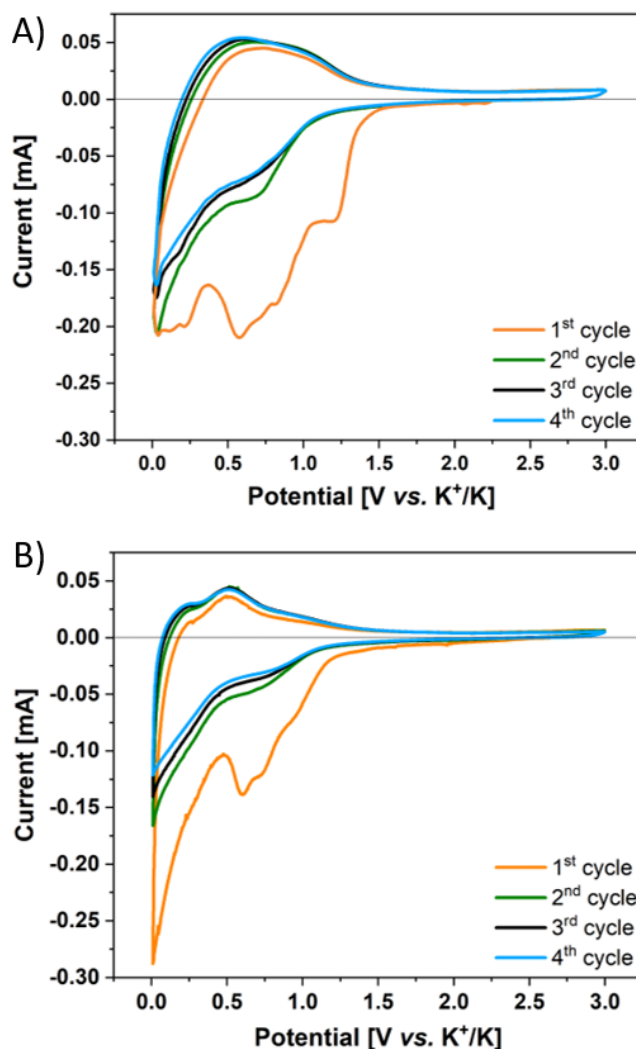 A)
0.05
0.00
-0.05
-0.10
-0.15
-0.20
-0.25
-0.30
Current [mA]
1st cycle
2nd cycle
3rd cycle
4th cycle
0.0 0.5 1.0 1.5 2.0 2.5 3.0
Potential [V vs. K+/K]
B)
0.05
0.00
-0.05
-0.10
-0.15
-0.20
-0.25
-0.30
Current [mA]
1st cycle
2nd cycle
3rd cycle
4th cycle
0.0 0.5 1.0 1.5 2.0 2.5 3.0
Potential [V vs. K+/K]